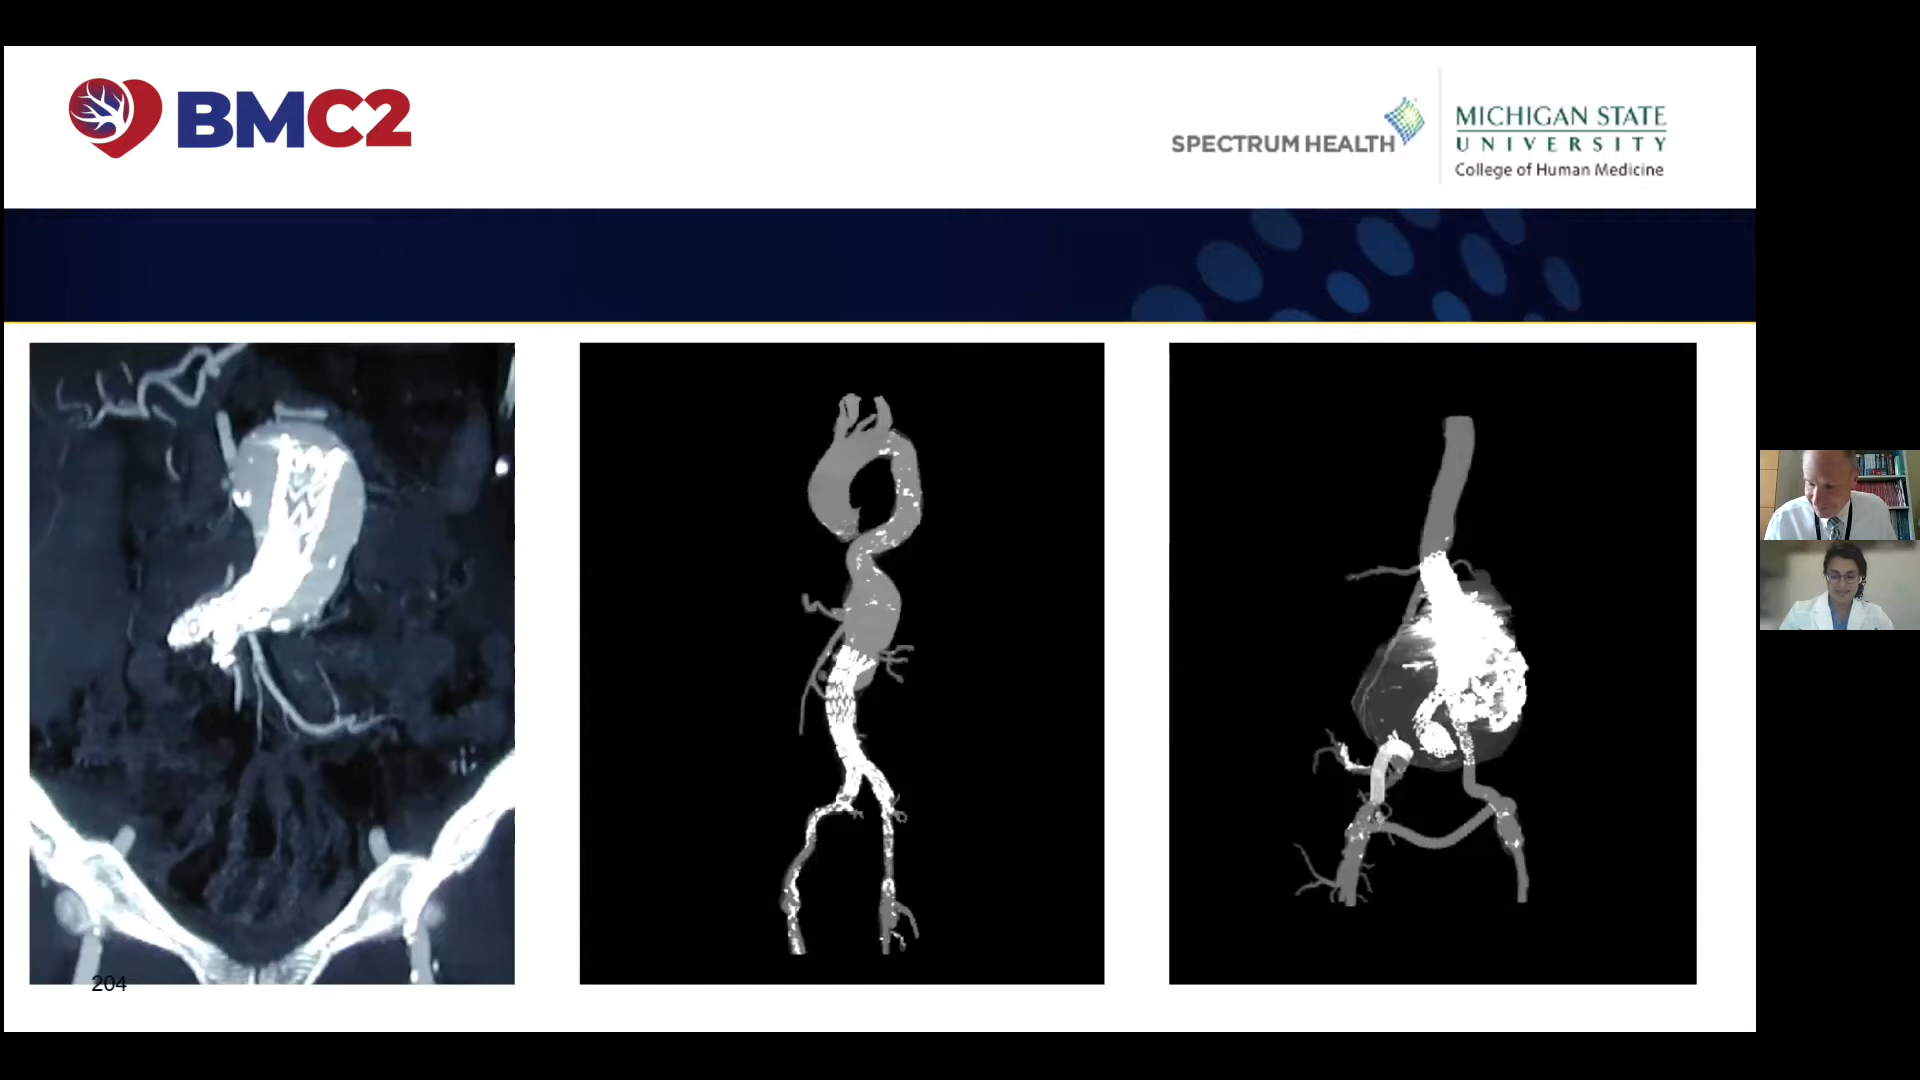 BMC2
SPECTRUM HEALTH
MICHIGAN STATE
UNIVERSITY
College of Human Medicine
204